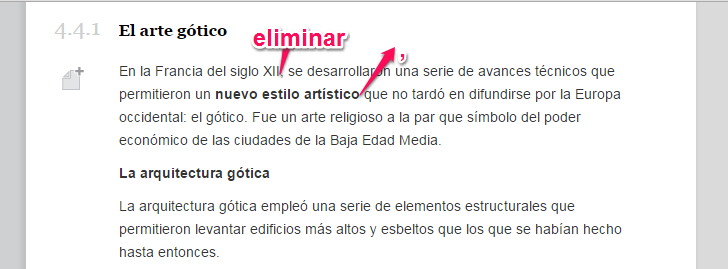 4.4.1 El arte gótico
eliminar
,
En la Francia del siglo XII, se desarrollaron una serie de avances técnicos que
permitieron un nuevo estilo artístico que no tardó en difundirse por la Europa
occidental: el gótico. Fue un arte religioso a la par que símbolo del poder
económico de las ciudades de la Baja Edad Media.
La arquitectura gótica
La arquitectura gótica empleó una serie de elementos estructurales que
permitieron levantar edificios más altos y esbeltos que los que se habían hecho
hasta entonces.